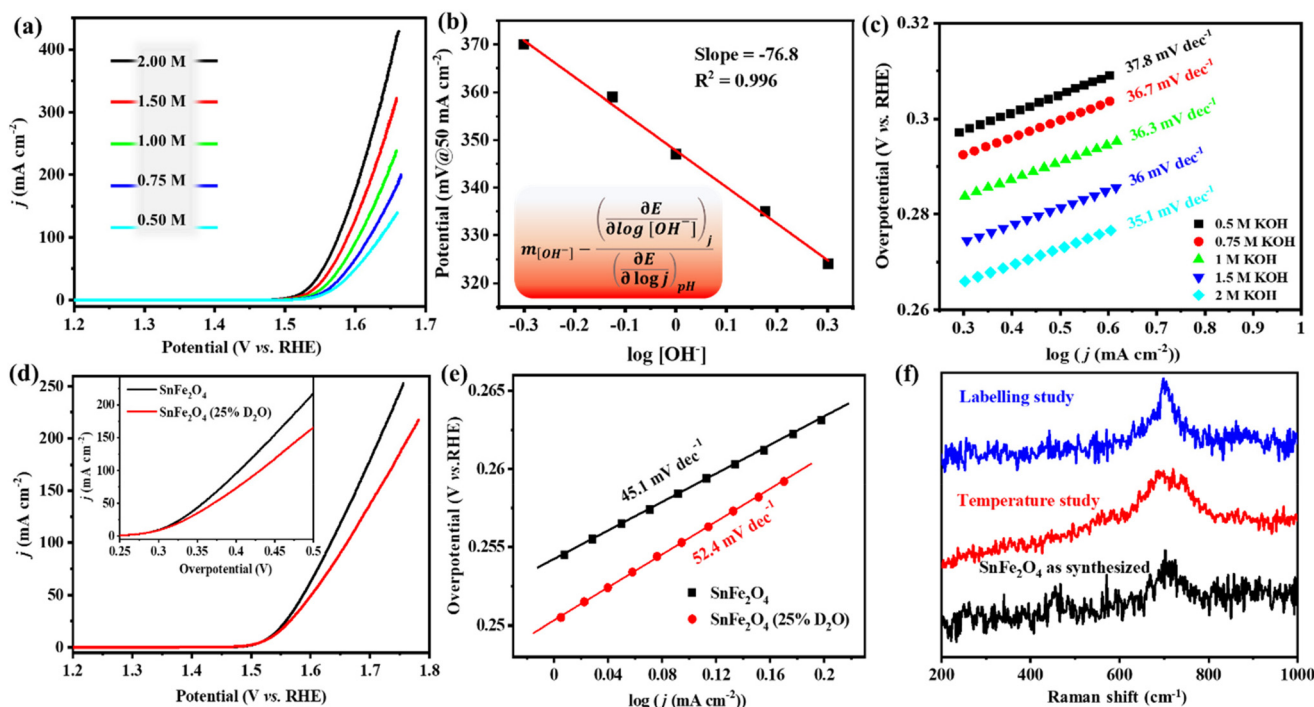 (a)
j (mA cm⁻²)
400
300
200
100
0
2.00 M
1.50 M
1.00 M
0.75 M
0.50 M
1.2 1.3 1.4 1.5 1.6 1.7
Potential (V vs. RHE)
(b)
Potential (mV@50 mA cm⁻²)
370
360
350
340
330
320
Slope = -76.8
R² = 0.996
m[OH⁻] − (∂E/∂log [OH⁻])j / (∂E/∂ log j)pH
-0.3 -0.2 -0.1 0 0.1 0.2 0.3
log [OH⁻]
(c)
Overpotential (V vs. RHE)
0.32
0.3
0.28
0.26
37.8 mV dec⁻¹
36.7 mV dec⁻¹
36.3 mV dec⁻¹
36 mV dec⁻¹
35.1 mV dec⁻¹
0.5 M KOH
0.75 M KOH
1 M KOH
1.5 M KOH
2 M KOH
0.3 0.4 0.5 0.6 0.7 0.8 0.9 1
log ( j (mA cm⁻²))
(d)
j (mA cm⁻²)
250
200
150
100
50
0
SnFe₂O₄
SnFe₂O₄ (25% D₂O)
j (mA cm⁻²)
200
150
100
50
0
0.25 0.3 0.35 0.4 0.45 0.5
Overpotential (V)
1.2 1.3 1.4 1.5 1.6 1.7 1.8
Potential (V vs. RHE)
(e)
Overpotential (V vs.RHE)
0.265
0.26
0.255
0.25
45.1 mV dec⁻¹
52.4 mV dec⁻¹
SnFe₂O₄
SnFe₂O₄ (25% D₂O)
0 0.04 0.08 0.12 0.16 0.2
log ( j (mA cm⁻²))
(f)
Labelling study
Temperature study
SnFe₂O₄ as synthesized
200 400 600 800 1000
Raman shift (cm⁻¹)